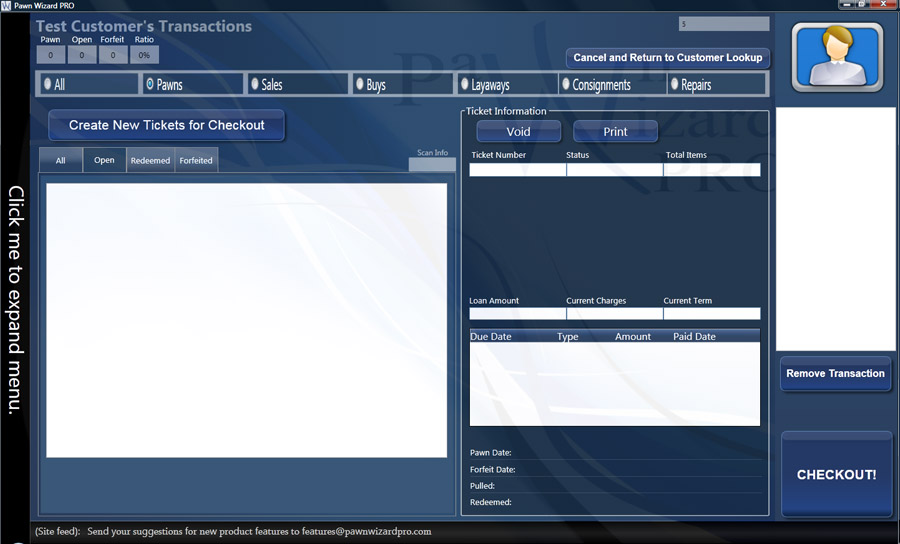 Pawn Wizard PRO
Test Customer's Transactions
5
Pawn Open Forfeit Ratio
0 0 0 0%
Cancel and Return to Customer Lookup
All Pawns Sales Buys Layaways Consignments Repairs
Create New Tickets for Checkout
Ticket Information
Void Print
Scan Info
All Open Redeemed Forfeited
Ticket Number Status Total Items
Click me to expand menu.
Loan Amount Current Charges Current Term
Due Date Type Amount Paid Date
Remove Transaction
Pawn Date:
Forfeit Date:
Pulled:
Redeemed:
CHECKOUT!
(Site feed): Send your suggestions for new product features to features@pawnwizardpro.com